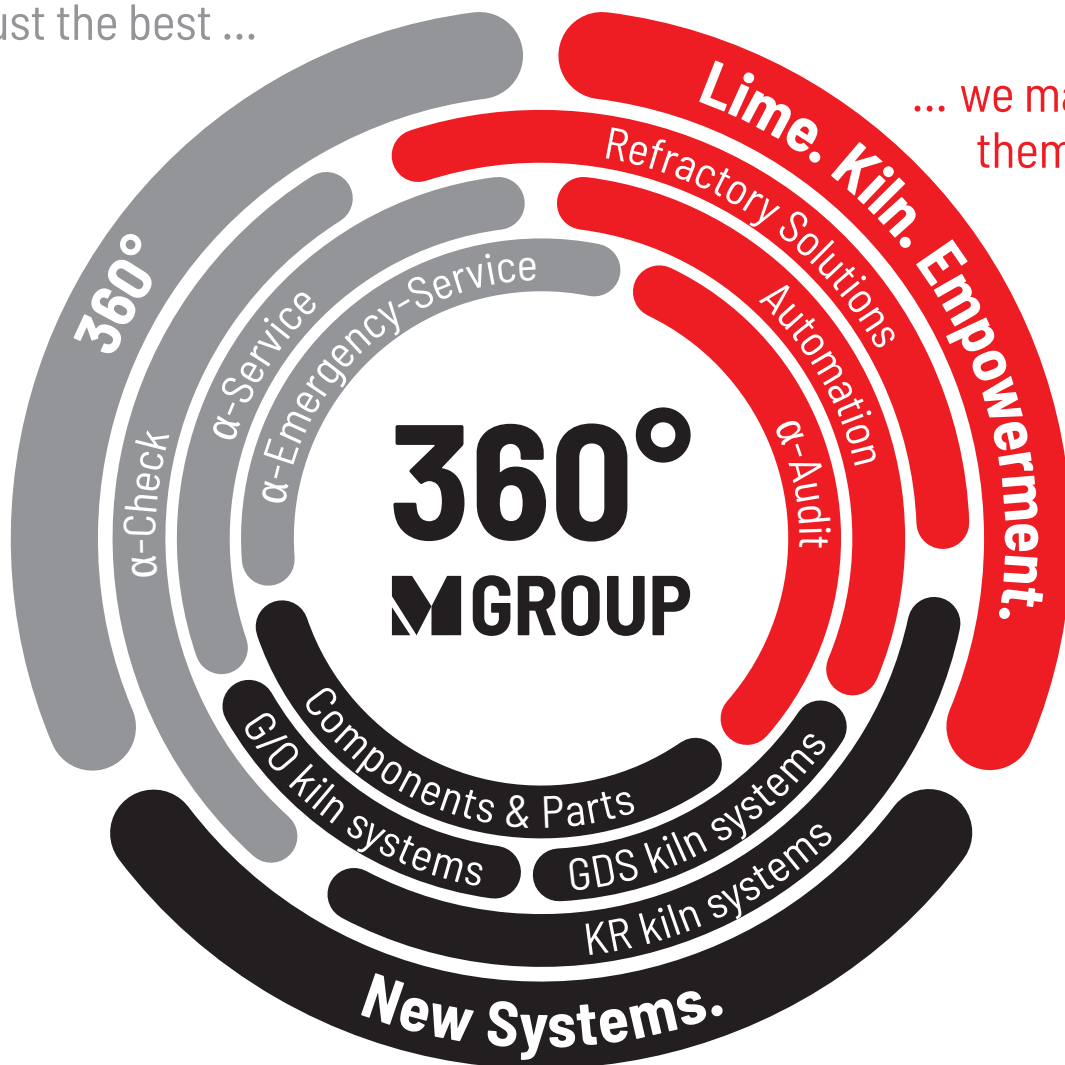 ust the best ...
... we ma
them
Lime. Kiln. Empowerment.
Refractory Solutions
Automation
α-Audit
360°
α-Check
α-Service
α-Emergency-Service
360°
MGROUP
Components & Parts
G/O kiln systems
GDS kiln systems
KR kiln systems
New Systems.